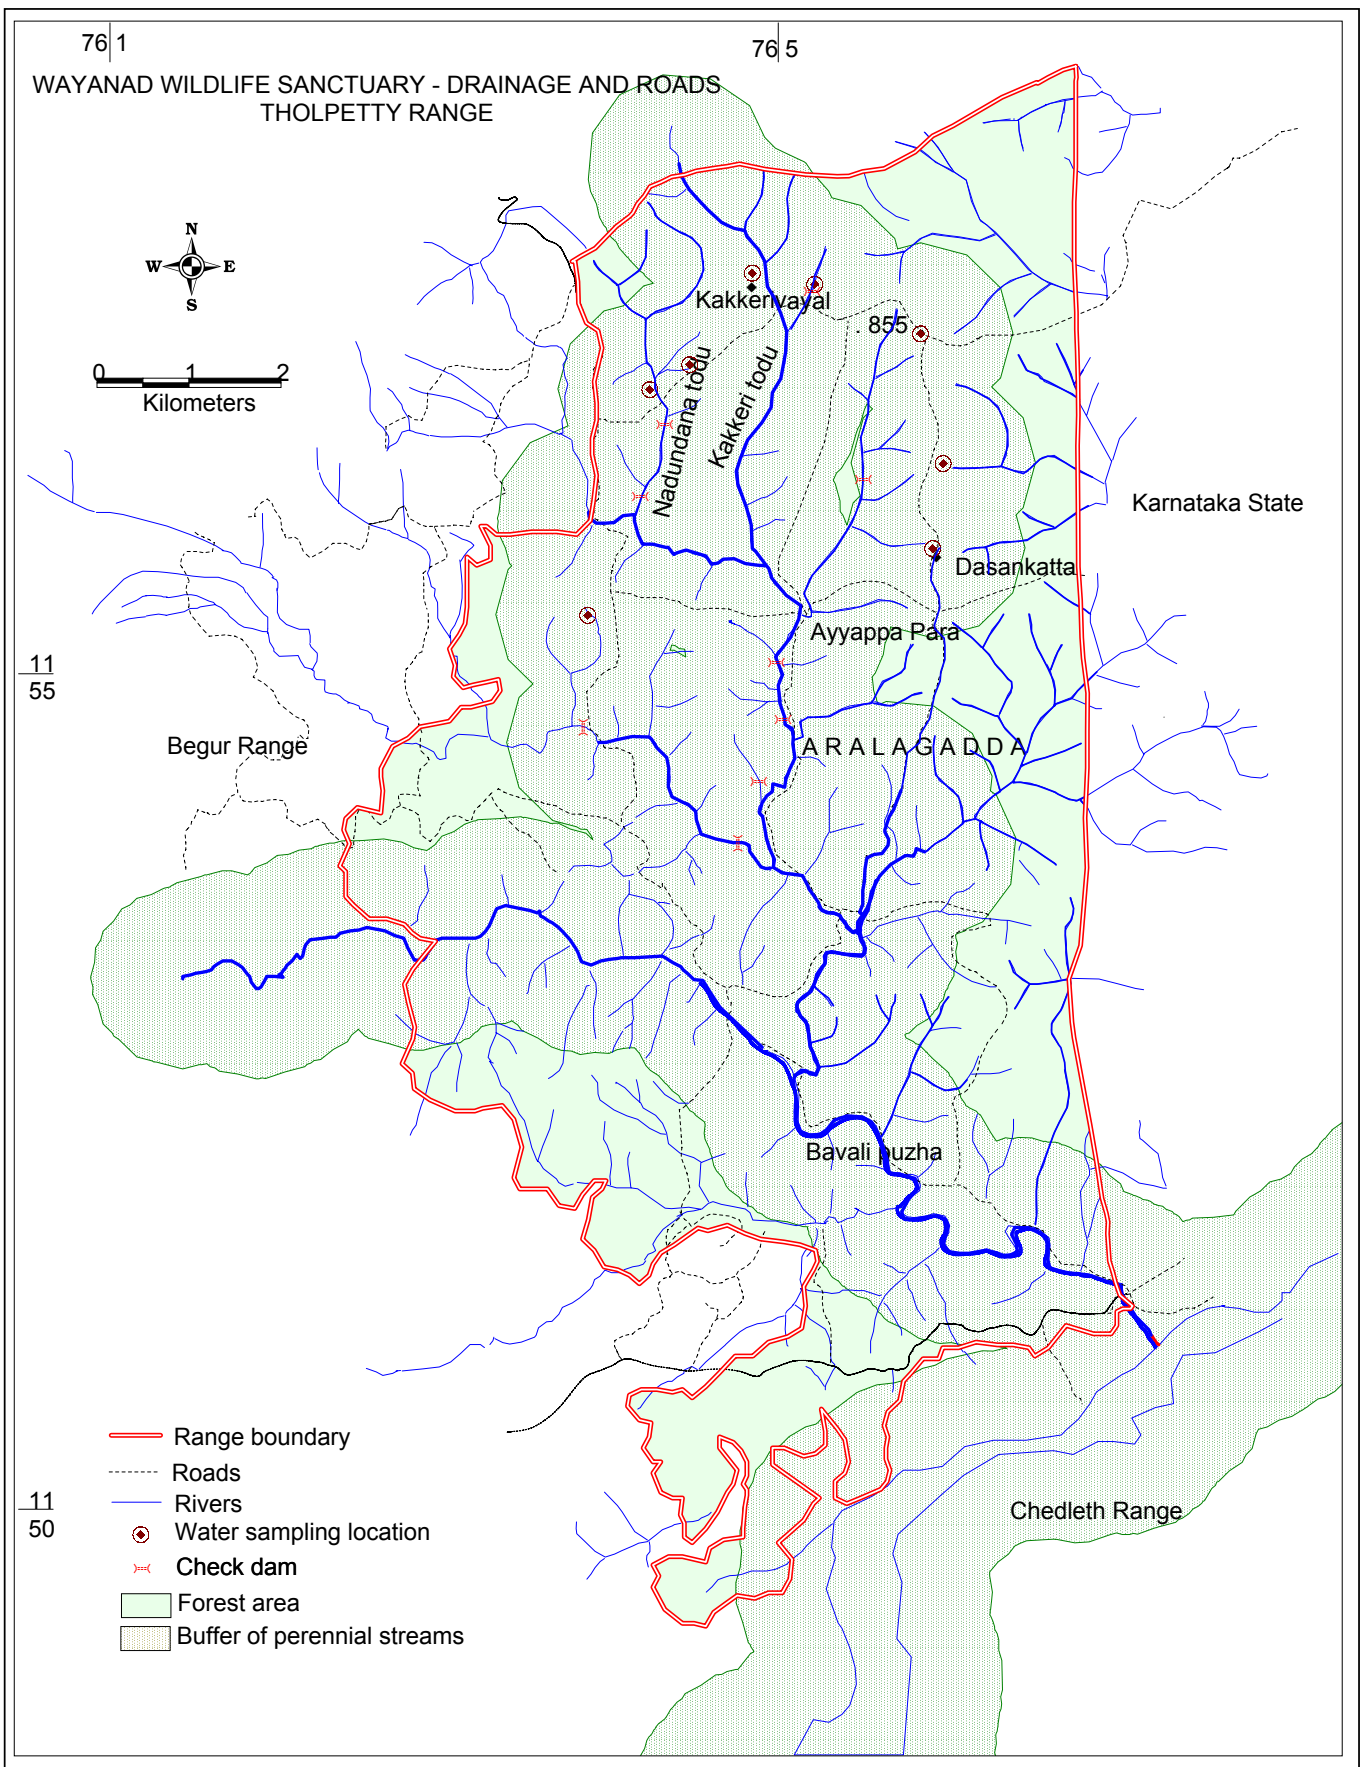 76 1
76 5
WAYANAD WILDLIFE SANCTUARY - DRAINAGE AND ROADS
THOLPETTY RANGE
N
W E
S
Kakkerivayal
. 855
0 1 2
Kilometers
Nadundana todu
Kakkeri todu
Karnataka State
Dasankatta
Ayyappa Para
11
55
Begur Range
ARALAGADDA
Bavali puzha
Range boundary
Roads
Rivers
Water sampling location
Check dam
Forest area
Buffer of perennial streams
11
50
Chedleth Range